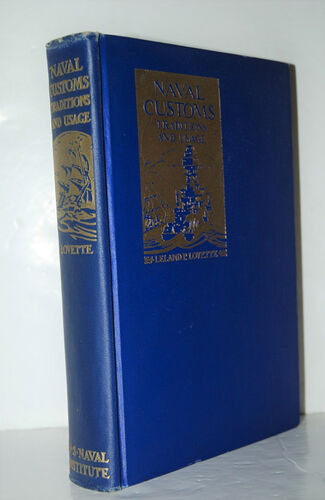 NAVAL
CUSTOMS
TRADITIONS
AND USAGE
LOVETTE
U·S·NAVAL
INSTITUTE
NAVAL
CUSTOMS
TRADITIONS
AND USAGE
LELAND P. LOVETTE